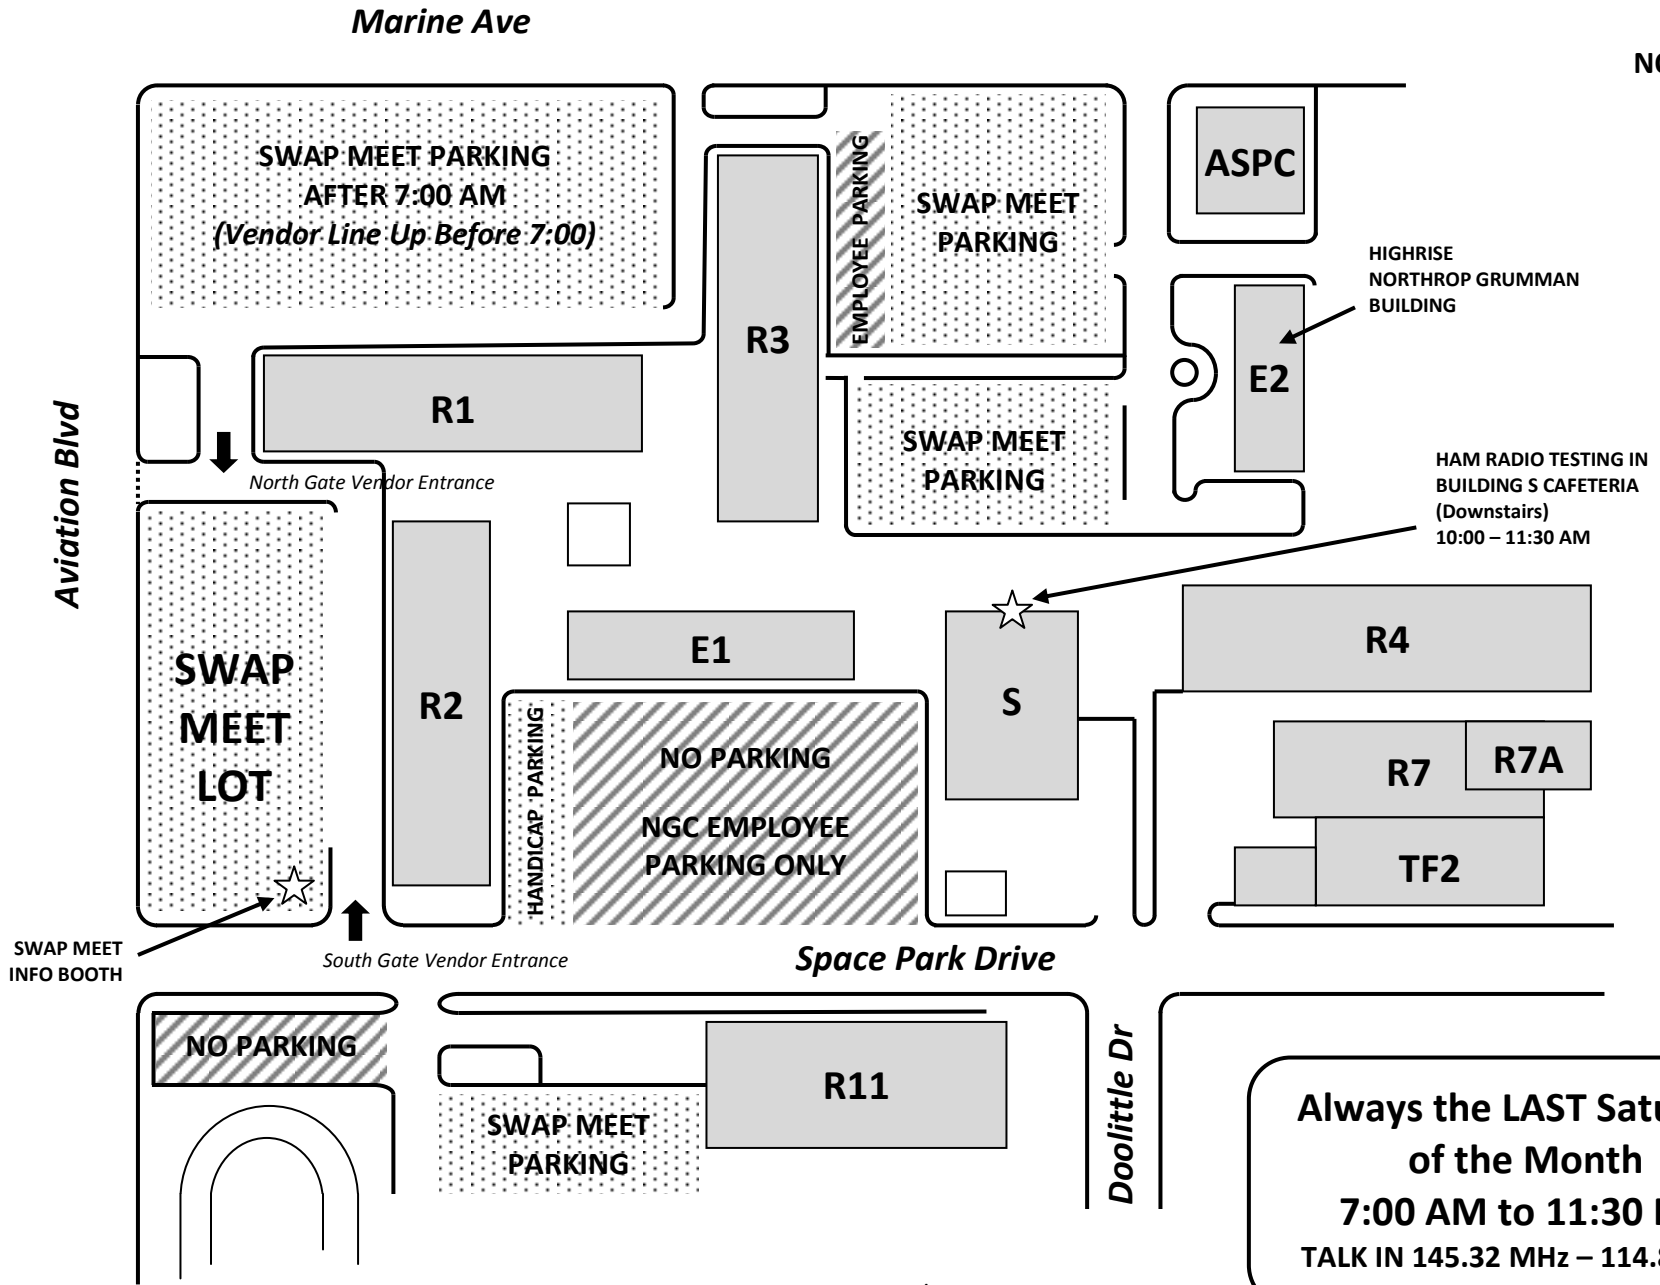 Marine Ave
SWAP MEET PARKING
AFTER 7:00 AM
(Vendor Line Up Before 7:00)
EMPLOYEE PARKING
SWAP MEET
PARKING
ASPC
HIGHRISE
NORTHROP GRUMMAN
BUILDING
R3
R1
E2
Aviation Blvd
SWAP MEET
PARKING
North Gate Vendor Entrance
HAM RADIO TESTING IN
BUILDING S CAFETERIA
(Downstairs)
10:00 – 11:30 AM
SWAP
MEET
LOT
R2
E1
S
R4
HANDICAP PARKING
NO PARKING
NGC EMPLOYEE
PARKING ONLY
R7
R7A
TF2
SWAP MEET
INFO BOOTH
South Gate Vendor Entrance
Space Park Drive
NO PARKING
R11
SWAP MEET
PARKING
Doolittle Dr
Always the LAST
of the Month
7:00 AM to 11:30
TALK IN 145.32 MHz –